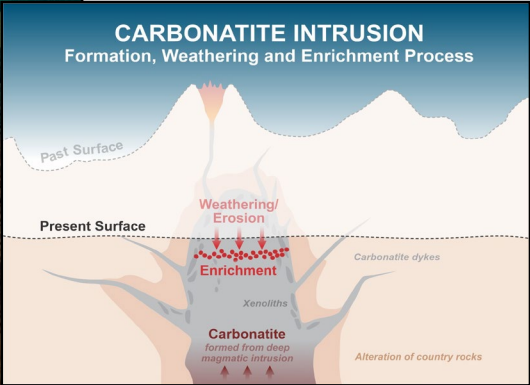 CARBONATITE INTRUSION
Formation, Weathering and Enrichment Process
Past Surface
Weathering/
Erosion
Present Surface
Enrichment
Carbonatite dykes
Xenoliths
Carbonatite
formed from deep
magmatic intrusion
Alteration of country rocks